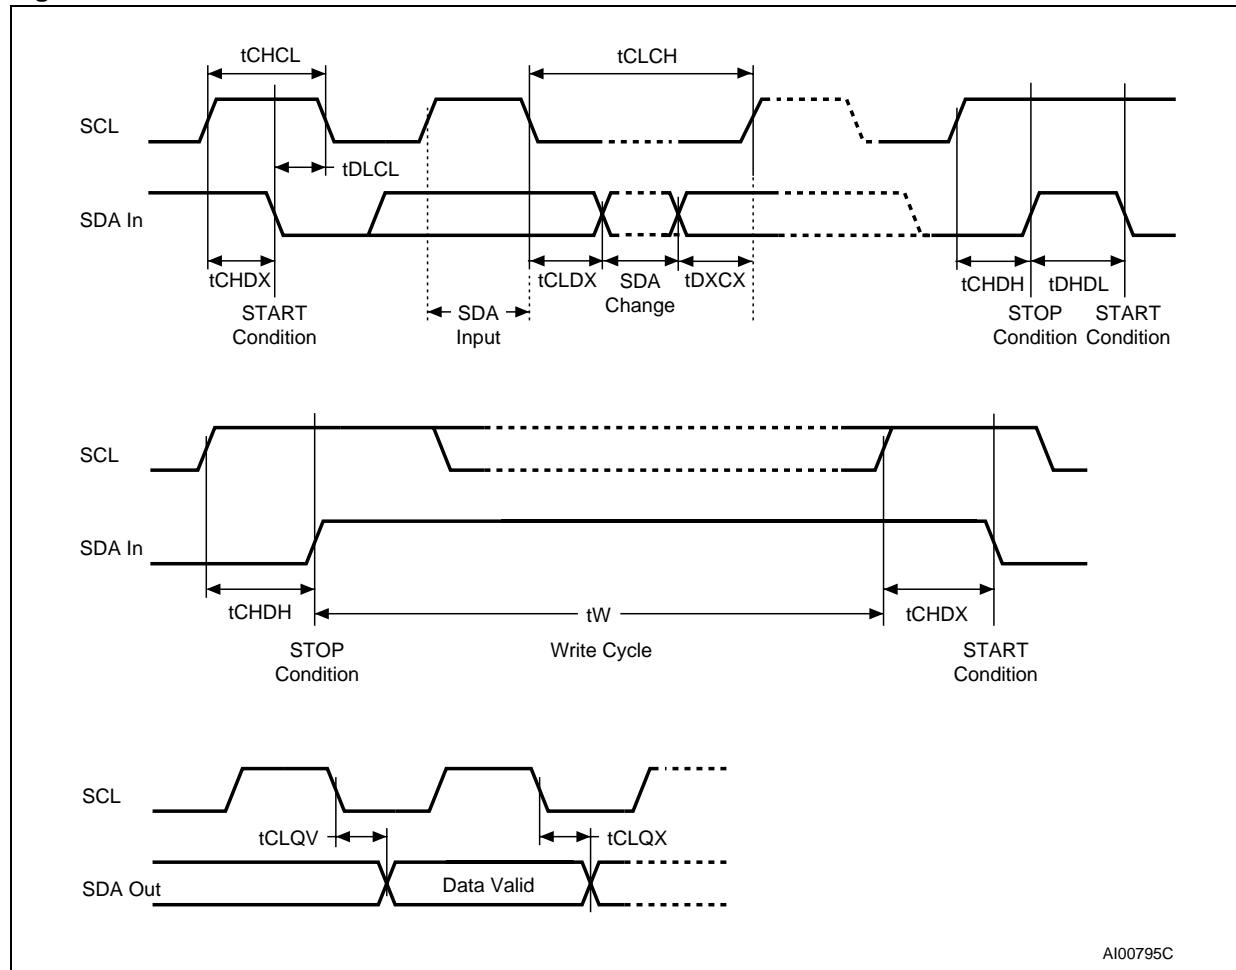 tCHCL
tCLCH
SCL
tDLCL
SDA In
tCHDX
tCLDX
SDA
Change
tDXCX
tCHDH
tDHDL
START
Condition
SDA
Input
STOP
Condition
START
Condition
SCL
SDA In
tCHDH
tW
tCHDX
STOP
Condition
Write Cycle
START
Condition
SCL
tCLQV
tCLQX
SDA Out
Data Valid
AI00795C